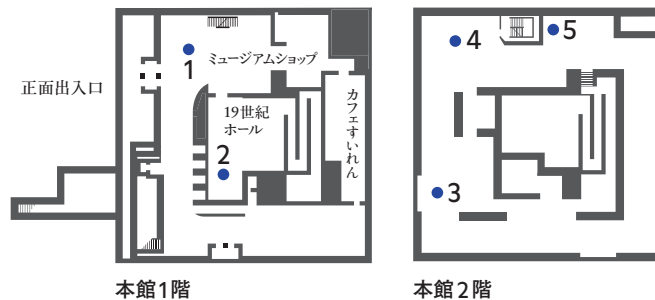 正面出入口
1
ミュージアムショップ
19世紀
ホール
2
カフェすいれん
本館1階
4
5
3
本館2階